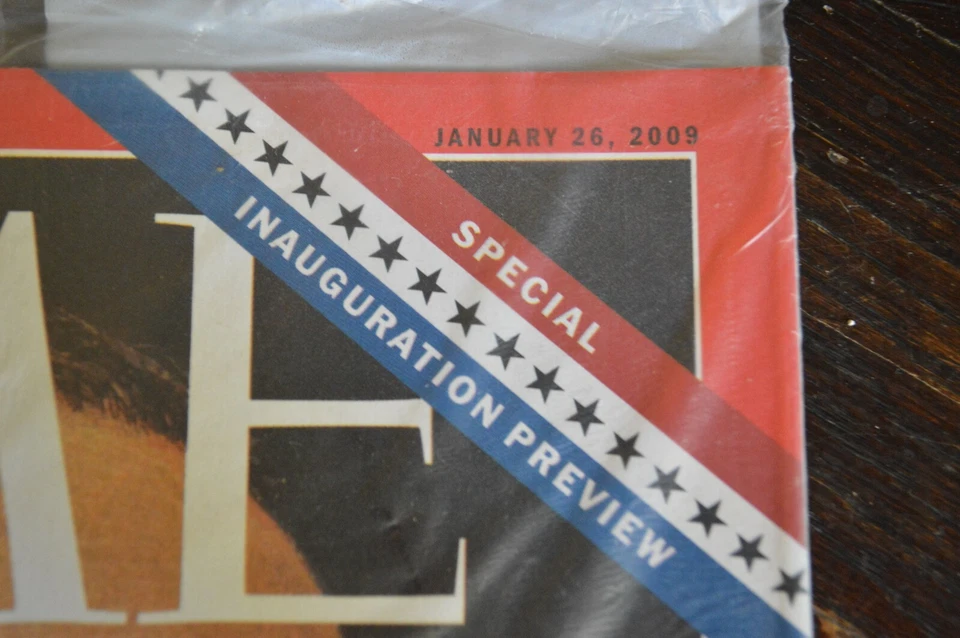 JANUARY 26, 2009
ME
SPECIAL
INAUGURATION PREVIEW